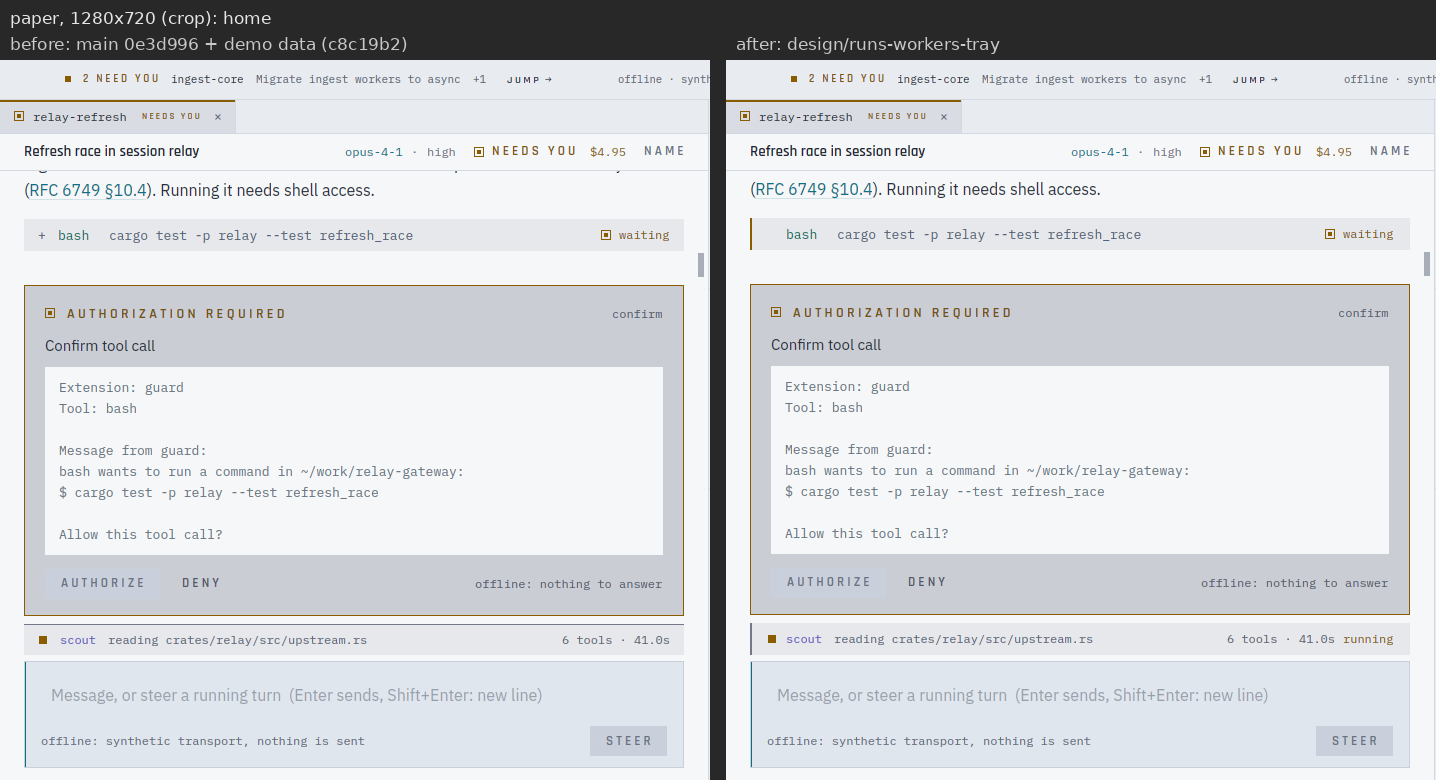 paper, 1280x720 (crop): home
before: main 0e3d996 + demo data (c8c19b2)
2 NEED YOU ingest-core Migrate ingest workers to async +1 JUMP → offline · synth
relay-refresh NEEDS YOU ×
Refresh race in session relay opus-4-1 · high NEEDS YOU $4.95 NAME
(RFC 6749 §10.4). Running it needs shell access.
+ bash cargo test -p relay --test refresh_race waiting
AUTHORIZATION REQUIRED confirm
Confirm tool call
Extension: guard
Tool: bash
Message from guard:
bash wants to run a command in ~/work/relay-gateway:
$ cargo test -p relay --test refresh_race
Allow this tool call?
AUTHORIZE DENY offline: nothing to answer
scout reading crates/relay/src/upstream.rs 6 tools · 41.0s
Message, or steer a running turn (Enter sends, Shift+Enter: new line)
offline: synthetic transport, nothing is sent STEER
after: design/runs-workers-tray
2 NEED YOU ingest-core Migrate ingest workers to async +1 JUMP → offline · synth
relay-refresh NEEDS YOU ×
Refresh race in session relay opus-4-1 · high NEEDS YOU $4.95 NAME
(RFC 6749 §10.4). Running it needs shell access.
bash cargo test -p relay --test refresh_race waiting
AUTHORIZATION REQUIRED confirm
Confirm tool call
Extension: guard
Tool: bash
Message from guard:
bash wants to run a command in ~/work/relay-gateway:
$ cargo test -p relay --test refresh_race
Allow this tool call?
AUTHORIZE DENY offline: nothing to answer
scout reading crates/relay/src/upstream.rs 6 tools · 41.0s running
Message, or steer a running turn (Enter sends, Shift+Enter: new line)
offline: synthetic transport, nothing is sent STEER